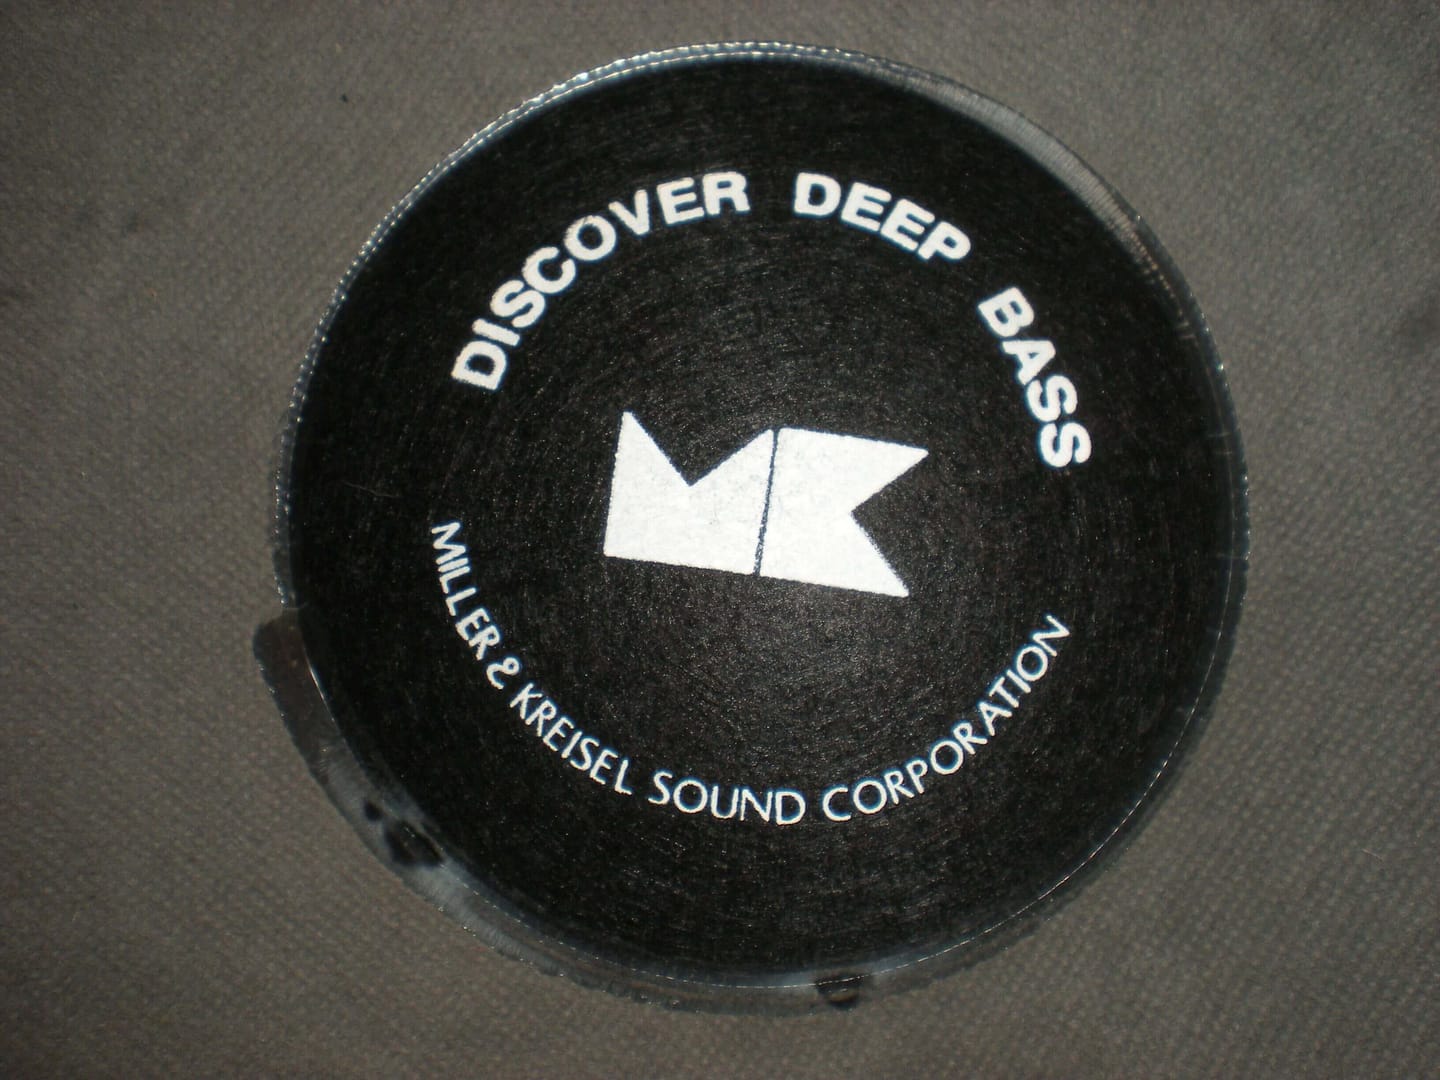 DISCOVER DEEP BASS
MK
MILLER & KREISEL SOUND CORPORATION